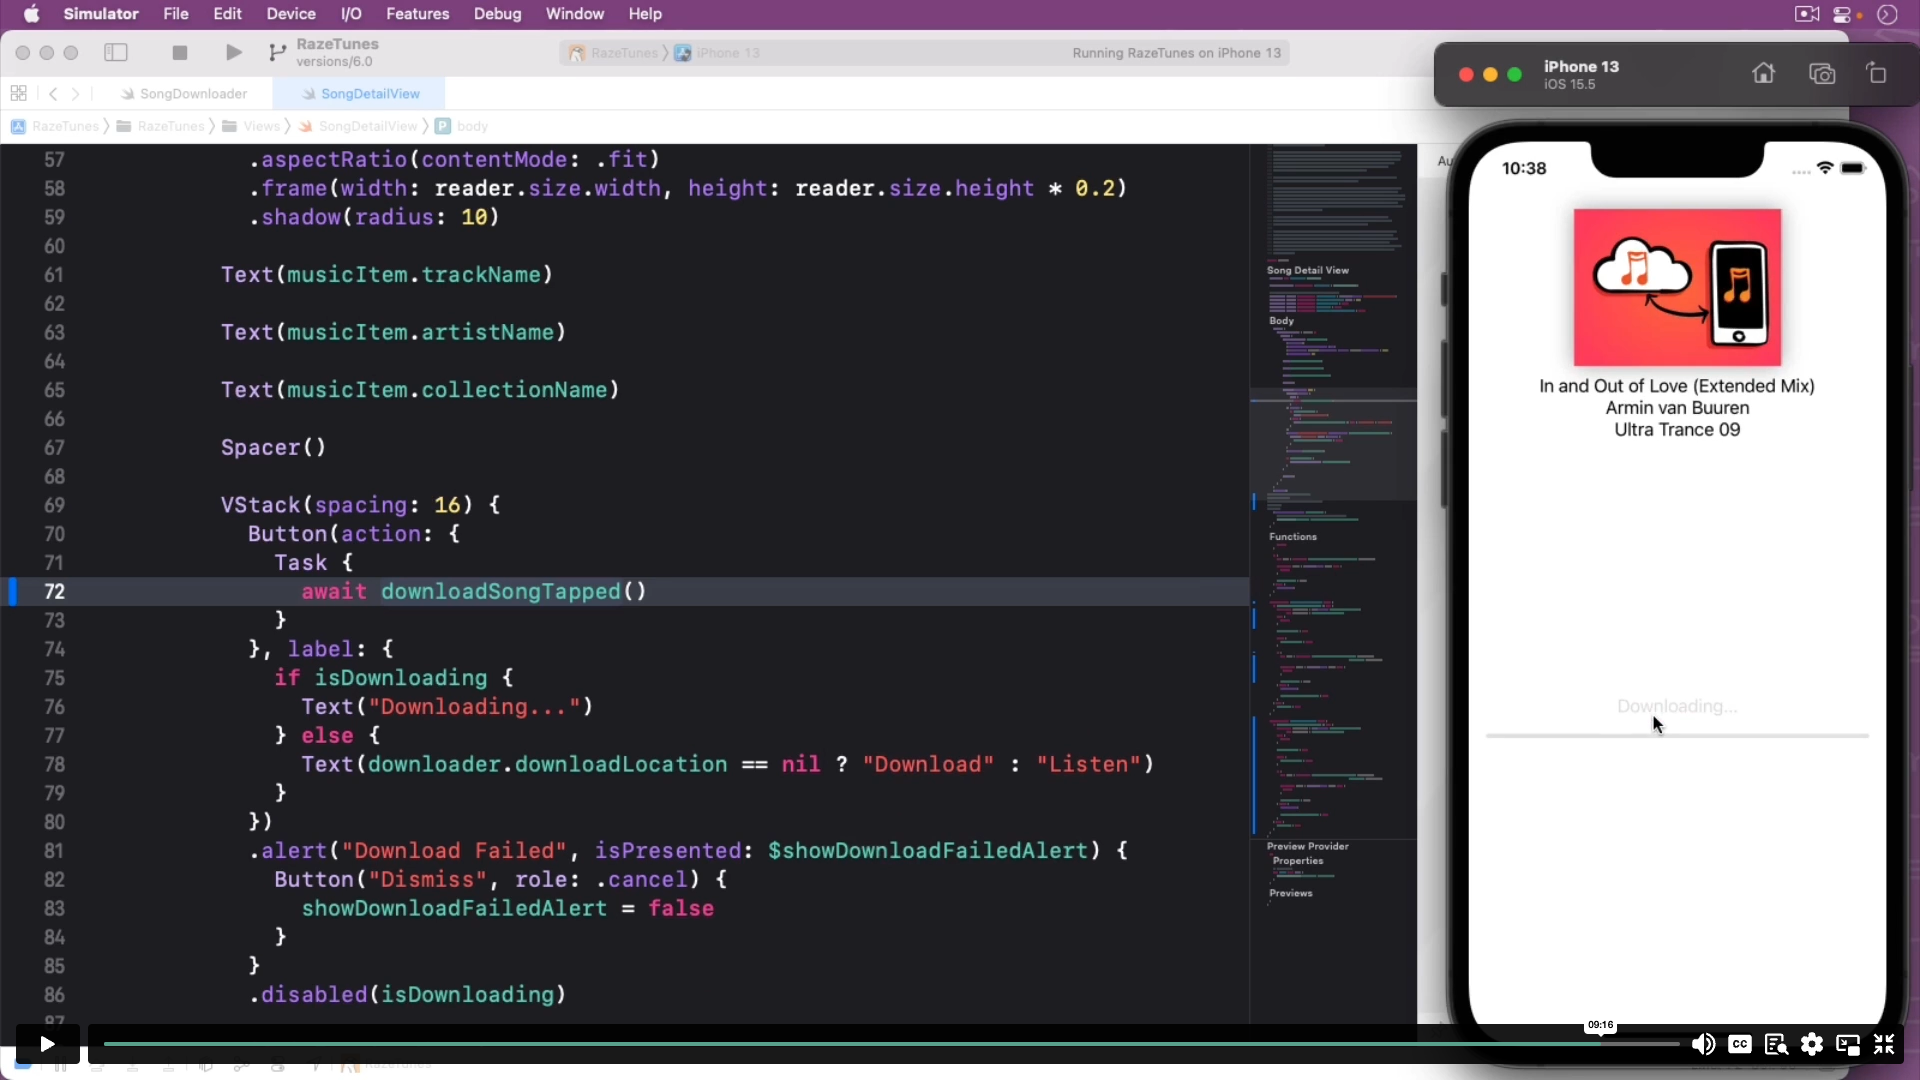 Simulator File Edit Device I/O Features Debug Window Help
RazeTunes
versions/6.0
RazeTunes 〉 iPhone 13
Running RazeTunes on iPhone 13
SongDownloader
SongDetailView
RazeTunes 〉 RazeTunes 〉 Views 〉 SongDetailView 〉 P body
57 .aspectRatio(contentMode: .fit)
58 .frame(width: reader.size.width, height: reader.size.height * 0.2)
59 .shadow(radius: 10)
60
61 Text(musicItem.trackName)
62
63 Text(musicItem.artistName)
64
65 Text(musicItem.collectionName)
66
67 Spacer()
68
69 VStack(spacing: 16) {
70 Button(action: {
71 Task {
72 await downloadSongTapped()
73 }
74 }, label: {
75 if isDownloading {
76 Text("Downloading...")
77 } else {
78 Text(downloader.downloadLocation == nil ? "Download" : "Listen")
79 }
80 })
81 .alert("Download Failed", isPresented: $showDownloadFailedAlert) {
82 Button("Dismiss", role: .cancel) {
83 showDownloadFailedAlert = false
84 }
85 }
86 .disabled(isDownloading)
87
Song Detail View
Body
Functions
Preview Provider
Properties
Previews
Au
iPhone 13
iOS 15.5
10:38
In and Out of Love (Extended Mix)
Armin van Buuren
Ultra Trance 09
Downloading...
09:16
CC
RazeTunes